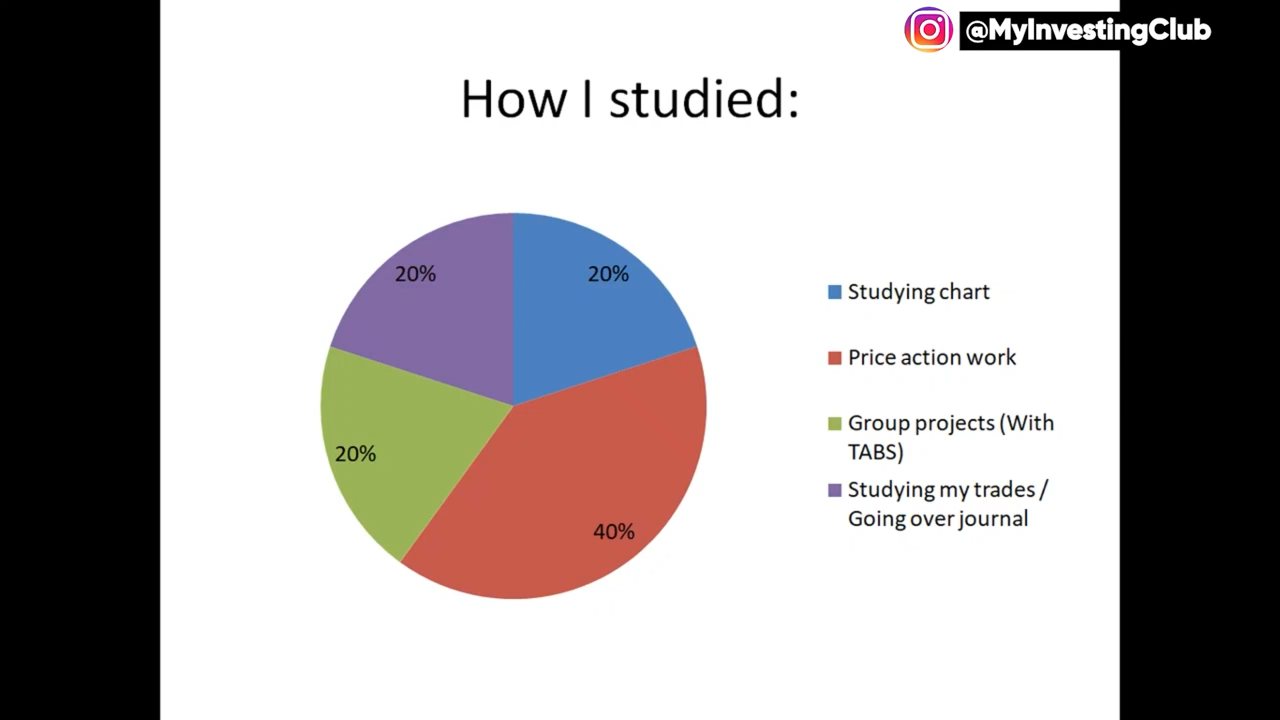 @MyInvestingClub
How I studied:
20%
20%
20%
40%
Studying chart
Price action work
Group projects (With
TABS)
Studying my trades /
Going over journal